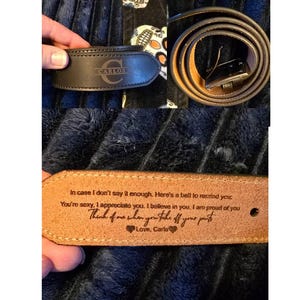 C
CARLOS
In case I don't say it enough. Here's a belt to remind you:
You're sexy, I appreciate you. I believe in you, I am proud of you
Think of me when you take off your pants
Love, Carla